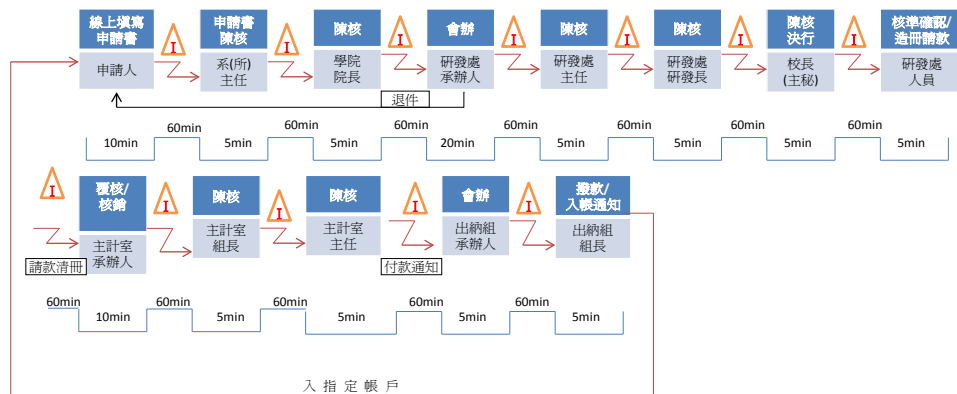 線上填寫
申請書
申請人
I
申請書
陳核
系(所)
主任
I
陳核
學院
院長
I
會辦
研發處
承辦人
I
陳核
研發處
主任
I
陳核
研發處
研發長
I
陳核
決行
校長
(主秘)
I
核準確認/
造冊請款
研發處
人員
退件
10min
60min
5min
60min
5min
60min
20min
60min
5min
60min
5min
60min
5min
60min
5min
I
請款清冊
覆核/
核銷
主計室
承辦人
I
陳核
主計室
組長
I
陳核
主計室
主任
I
付款通知
會辦
出納組
承辦人
I
撥款/
入帳通知
出納組
組長
60min
10min
60min
5min
60min
5min
60min
5min
60min
5min
入指定帳戶